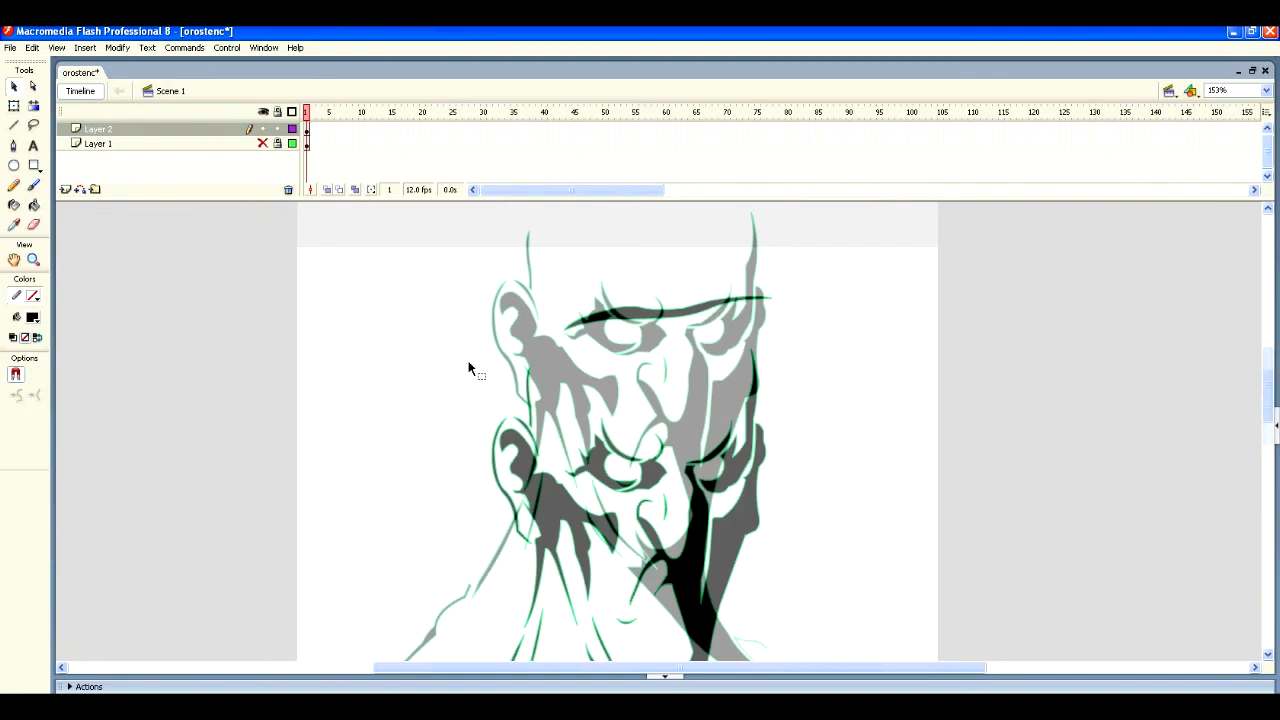 Macromedia Flash Professional 8 - [orostenc*]
File Edit View Insert Modify Text Commands Control Window Help
Tools
orostenc*
Timeline Scene 1 153%
1 5 10 15 20 25 30 35 40 45 50 55 60 65 70 75 80 85 90 95 100 105 110 115 120 125 130 135 140 145 150 155
Layer 2
Layer 1
1 12.0 fps 0.0s
View
Colors
Options
Actions